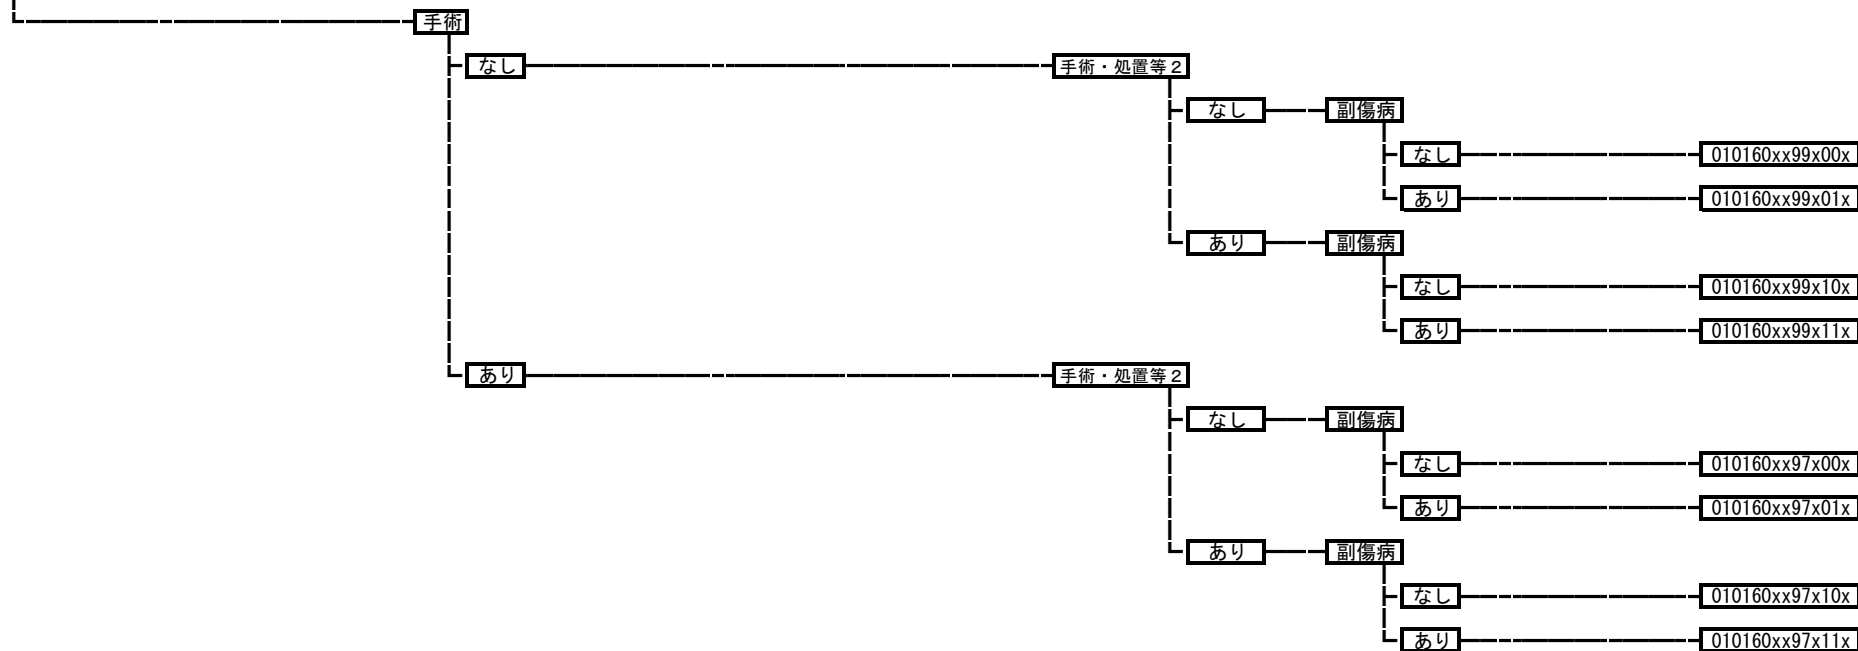 手術
なし 手術・処置等２
なし 副傷病
なし 010160xx99x00x
あり 010160xx99x01x
あり 副傷病
なし 010160xx99x10x
あり 010160xx99x11x
あり 手術・処置等２
なし 副傷病
なし 010160xx97x00x
あり 010160xx97x01x
あり 副傷病
なし 010160xx97x10x
あり 010160xx97x11x